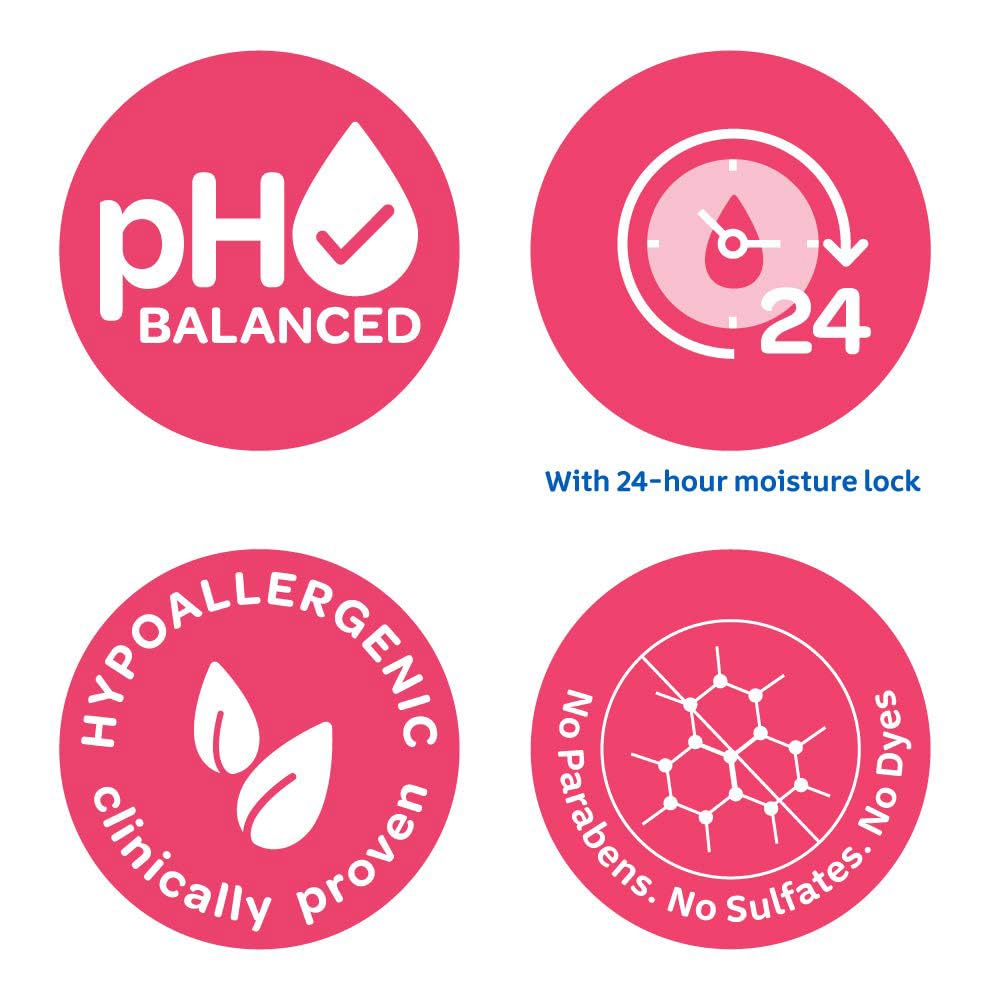 pH
BALANCED
24
With 24-hour moisture lock
HYPOALLERGENIC
clinically proven
No Parabens. No Sulfates. No Dyes